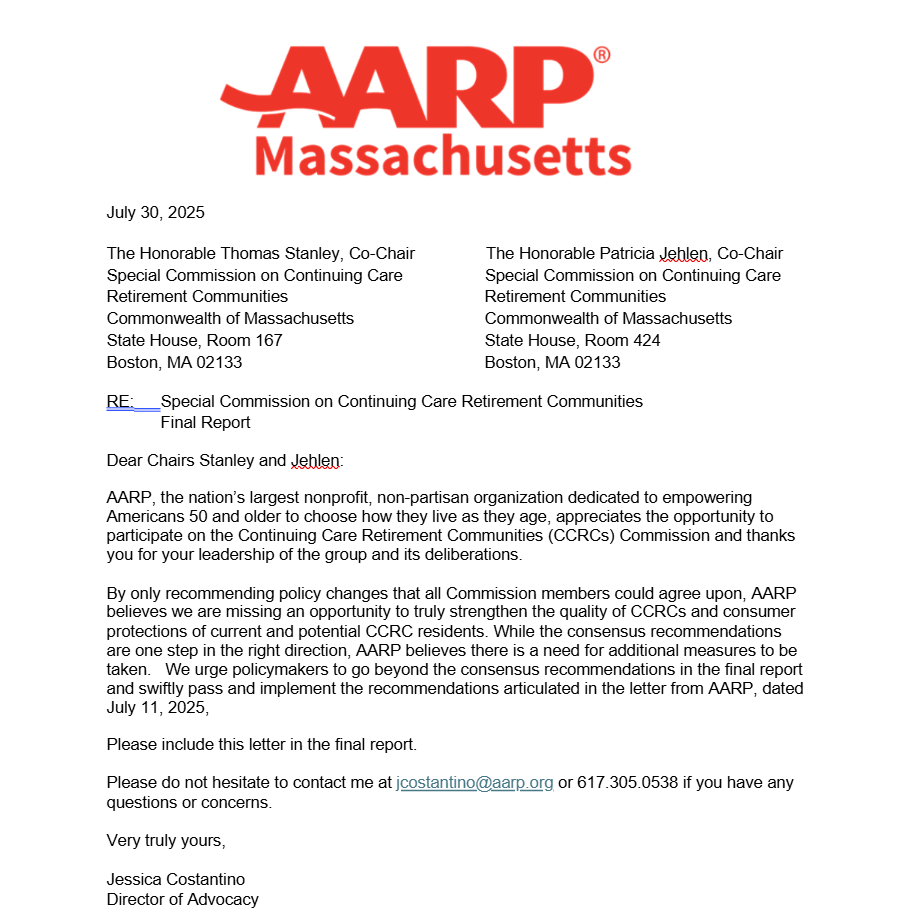 AARP®
Massachusetts
July 30, 2025
The Honorable Thomas Stanley, Co-Chair
Special Commission on Continuing Care
Retirement Communities
Commonwealth of Massachusetts
State House, Room 167
Boston, MA 02133
The Honorable Patricia Jehlen, Co-Chair
Special Commission on Continuing Care
Retirement Communities
Commonwealth of Massachusetts
State House, Room 424
Boston, MA 02133
RE: Special Commission on Continuing Care Retirement Communities
Final Report
Dear Chairs Stanley and Jehlen:
AARP, the nation’s largest nonprofit, non-partisan organization dedicated to empowering
Americans 50 and older to choose how they live as they age, appreciates the opportunity to
participate on the Continuing Care Retirement Communities (CCRCs) Commission and thanks
you for your leadership of the group and its deliberations.
By only recommending policy changes that all Commission members could agree upon, AARP
believes we are missing an opportunity to truly strengthen the quality of CCRCs and consumer
protections of current and potential CCRC residents. While the consensus recommendations
are one step in the right direction, AARP believes there is a need for additional measures to be
taken.   We urge policymakers to go beyond the consensus recommendations in the final report
and swiftly pass and implement the recommendations articulated in the letter from AARP, dated
July 11, 2025,
Please include this letter in the final report.
Please do not hesitate to contact me at jcostantino@aarp.org or 617.305.0538 if you have any
questions or concerns.
Very truly yours,
Jessica Costantino
Director of Advocacy